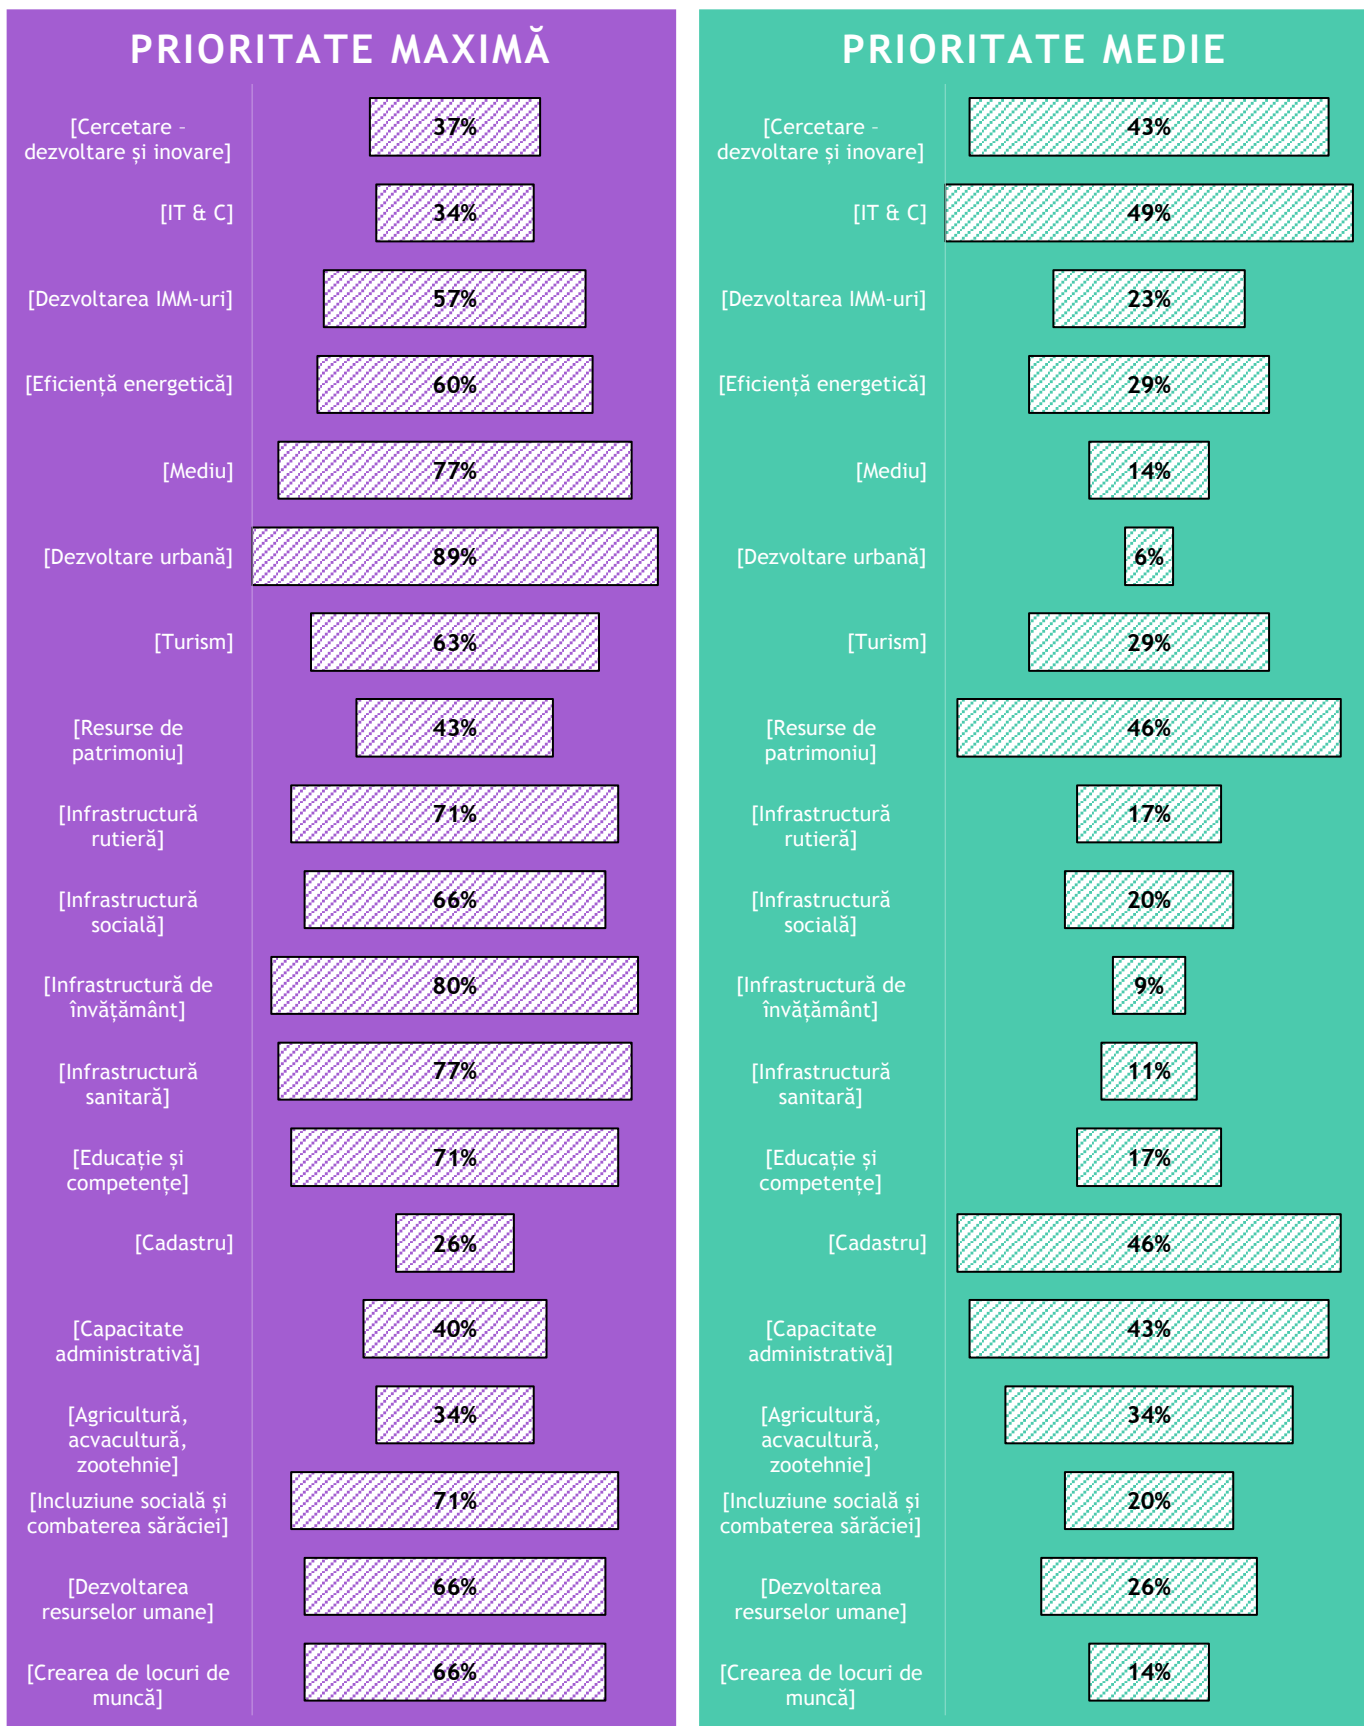 PRIORITATE MAXIMĂ
[Cercetare –
dezvoltare și inovare]
37%
[IT & C]
34%
[Dezvoltarea IMM-uri]
57%
[Eficiență energetică]
60%
[Mediu]
77%
[Dezvoltare urbană]
89%
[Turism]
63%
[Resurse de
patrimoniu]
43%
[Infrastructură
rutieră]
71%
[Infrastructură
socială]
66%
[Infrastructură de
învățământ]
80%
[Infrastructură
sanitară]
77%
[Educație și
competențe]
71%
[Cadastru]
26%
[Capacitate
administrativă]
40%
[Agricultură,
acvacultură,
zootehnie]
34%
[Incluziune socială și
combaterea sărăciei]
71%
[Dezvoltarea
resurselor umane]
66%
[Crearea de locuri de
muncă]
66%
PRIORITATE MEDIE
[Cercetare –
dezvoltare și inovare]
43%
[IT & C]
49%
[Dezvoltarea IMM-uri]
23%
[Eficiență energetică]
29%
[Mediu]
14%
[Dezvoltare urbană]
6%
[Turism]
29%
[Resurse de
patrimoniu]
46%
[Infrastructură
rutieră]
17%
[Infrastructură
socială]
20%
[Infrastructură de
învățământ]
9%
[Infrastructură
sanitară]
11%
[Educație și
competențe]
17%
[Cadastru]
46%
[Capacitate
administrativă]
43%
[Agricultură,
acvacultură,
zootehnie]
34%
[Incluziune socială și
combaterea sărăciei]
20%
[Dezvoltarea
resurselor umane]
26%
[Crearea de locuri de
muncă]
14%